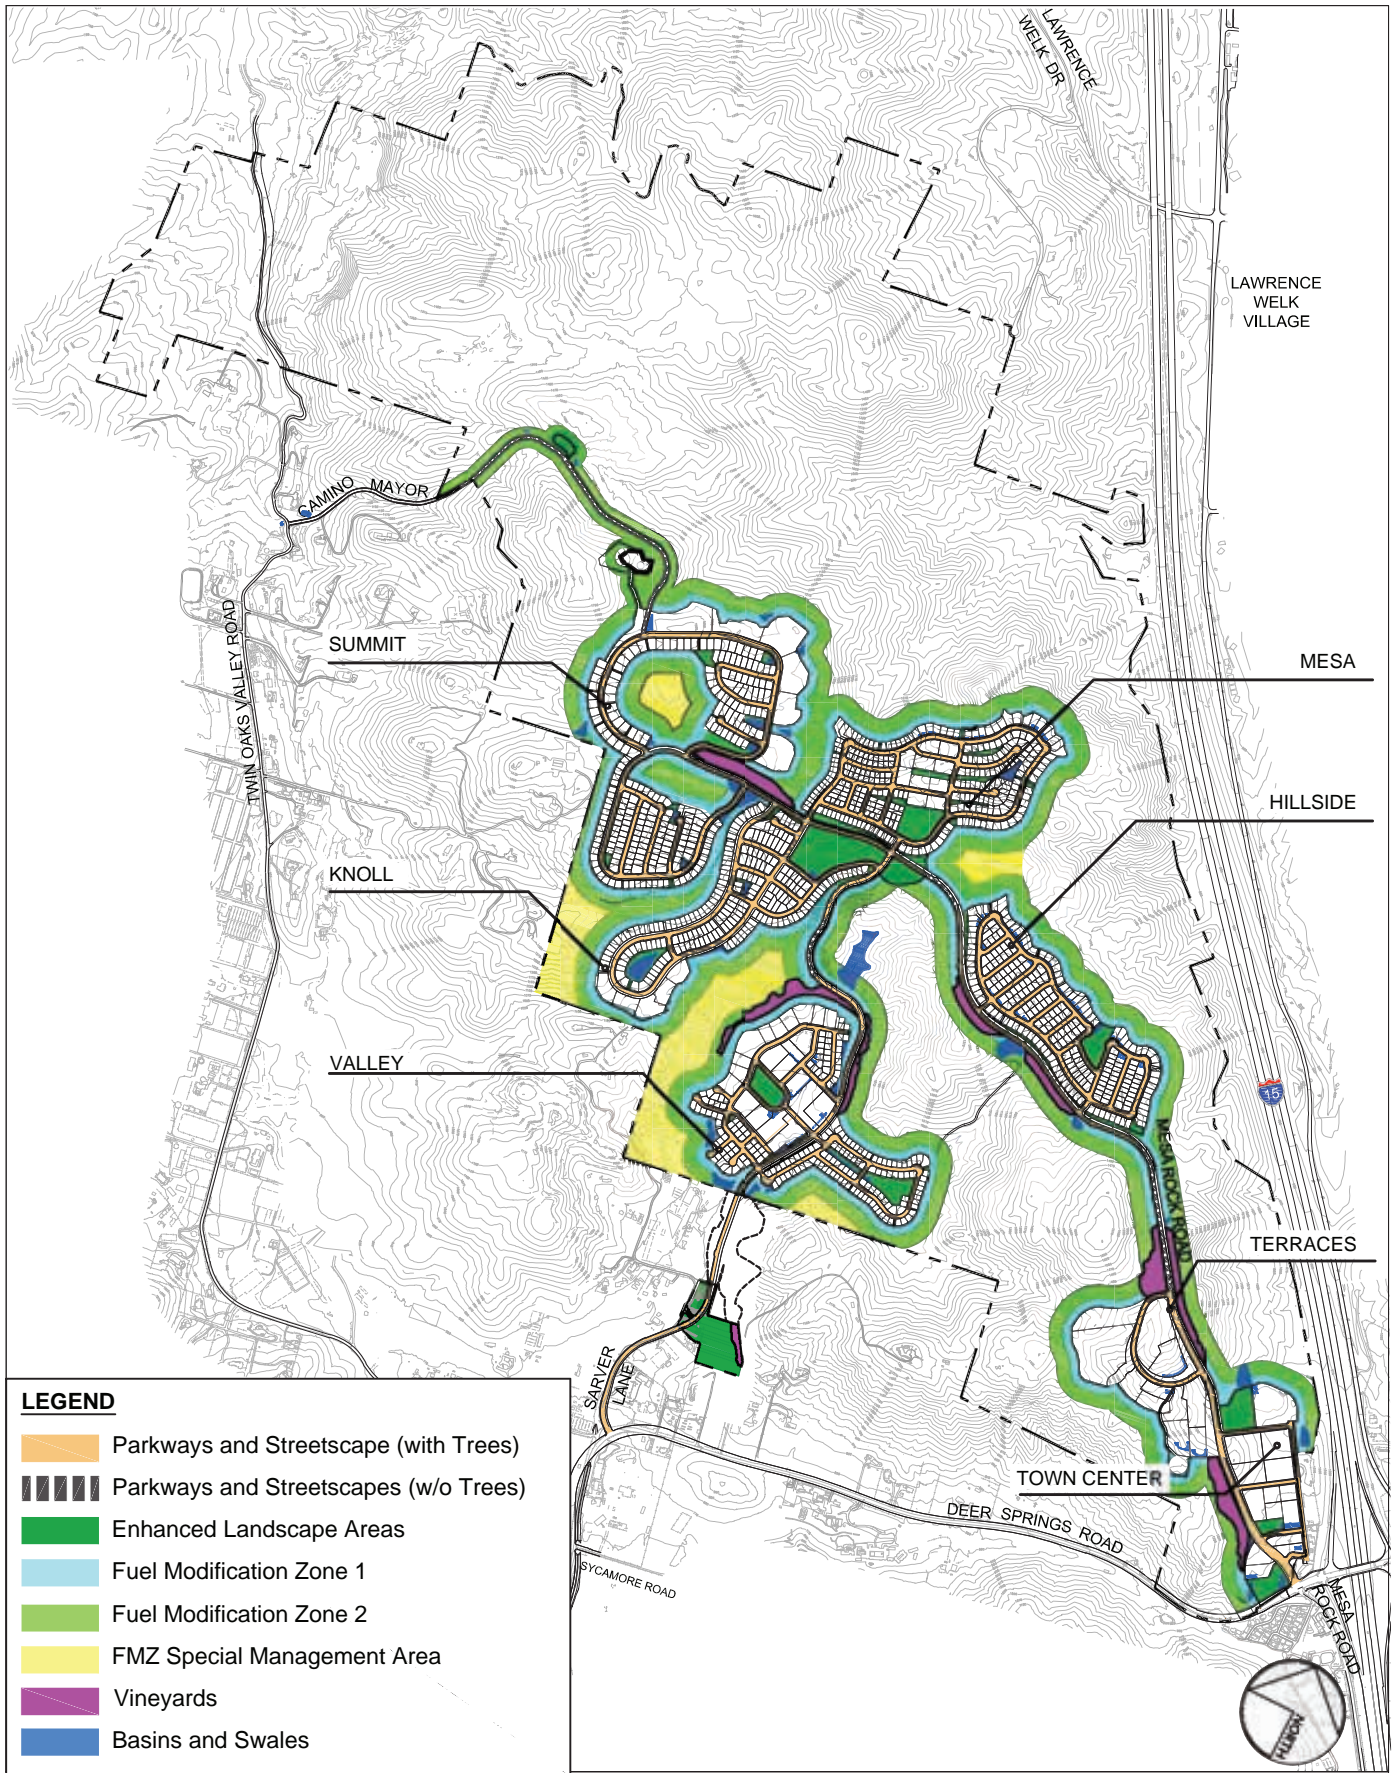 LAWRENCE
WELK DR
LAWRENCE
WELK
VILLAGE
CAMINO MAYOR
TWIN OAKS VALLEY ROAD
SUMMIT
MESA
HILLSIDE
KNOLL
VALLEY
15
MESA ROCK ROAD
TERRACES
SARVER
LANE
TOWN CENTER
DEER SPRINGS ROAD
SYCAMORE ROAD
MESA
ROCK ROAD
NORTH
LEGEND
Parkways and Streetscape (with Trees)
Parkways and Streetscapes (w/o Trees)
Enhanced Landscape Areas
Fuel Modification Zone 1
Fuel Modification Zone 2
FMZ Special Management Area
Vineyards
Basins and Swales